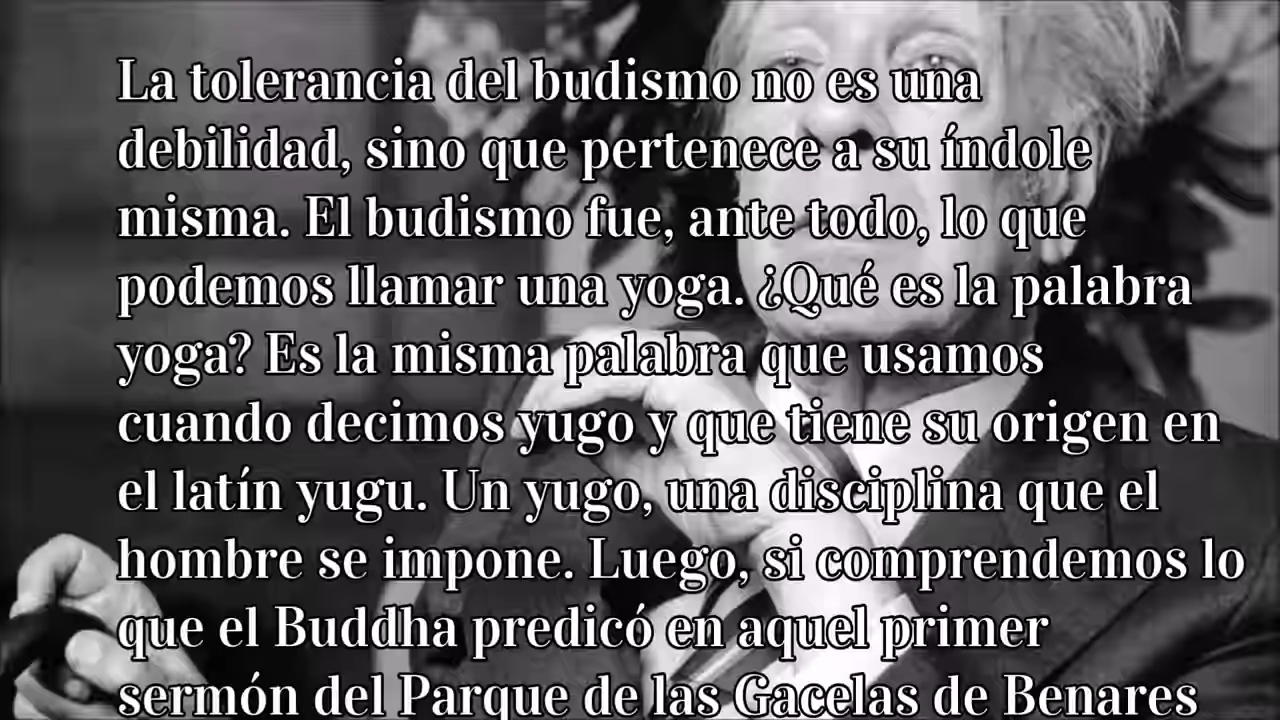 La tolerancia del budismo no es una
debilidad, sino que pertenece a su índole
misma. El budismo fue, ante todo, lo que
podemos llamar una yoga. ¿Qué es la palabra
yoga? Es la misma palabra que usamos
cuando decimos yugo y que tiene su origen en
el latín yugu. Un yugo, una disciplina que el
hombre se impone. Luego, si comprendemos lo
que el Buddha predicó en aquel primer
sermón del Parque de las Gacelas de Benares